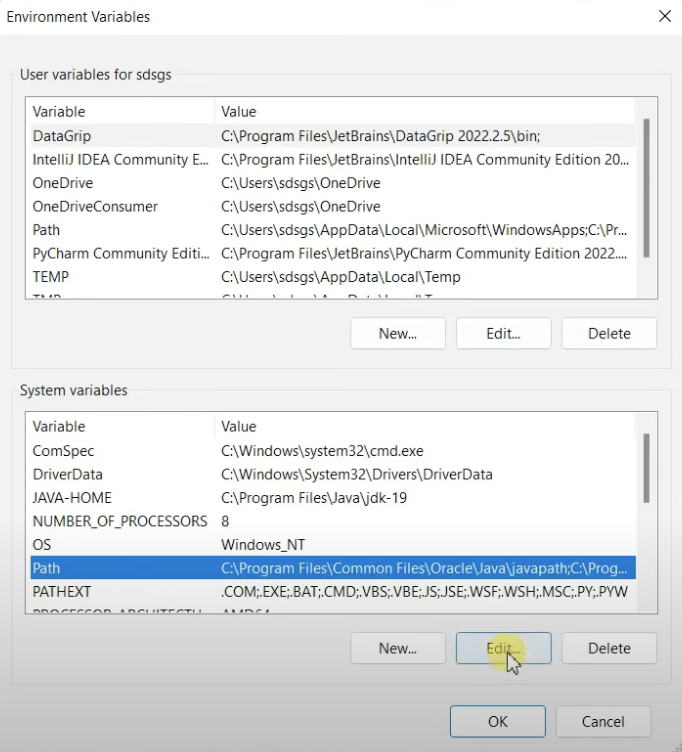 Environment Variables
User variables for sdsgs
Variable Value
DataGrip C:\Program Files\JetBrains\DataGrip 2022.2.5\bin;
IntelliJ IDEA Community E... C:\Program Files\JetBrains\IntelliJ IDEA Community Edition 20...
OneDrive C:\Users\sdsgs\OneDrive
OneDriveConsumer C:\Users\sdsgs\OneDrive
Path C:\Users\sdsgs\AppData\Local\Microsoft\WindowsApps;C:\Pr...
PyCharm Community Editi... C:\Program Files\JetBrains\PyCharm Community Edition 2022....
TEMP C:\Users\sdsgs\AppData\Local\Temp
New... Edit... Delete
System variables
Variable Value
ComSpec C:\Windows\system32\cmd.exe
DriverData C:\Windows\System32\Drivers\DriverData
JAVA-HOME C:\Program Files\Java\jdk-19
NUMBER_OF_PROCESSORS 8
OS Windows_NT
Path C:\Program Files\Common Files\Oracle\Java\javapath;C:\Prog...
PATHEXT .COM;.EXE;.BAT;.CMD;.VBS;.VBE;.JS;.JSE;.WSF;.WSH;.MSC;.PY;.PYW
New... Edit... Delete
OK Cancel